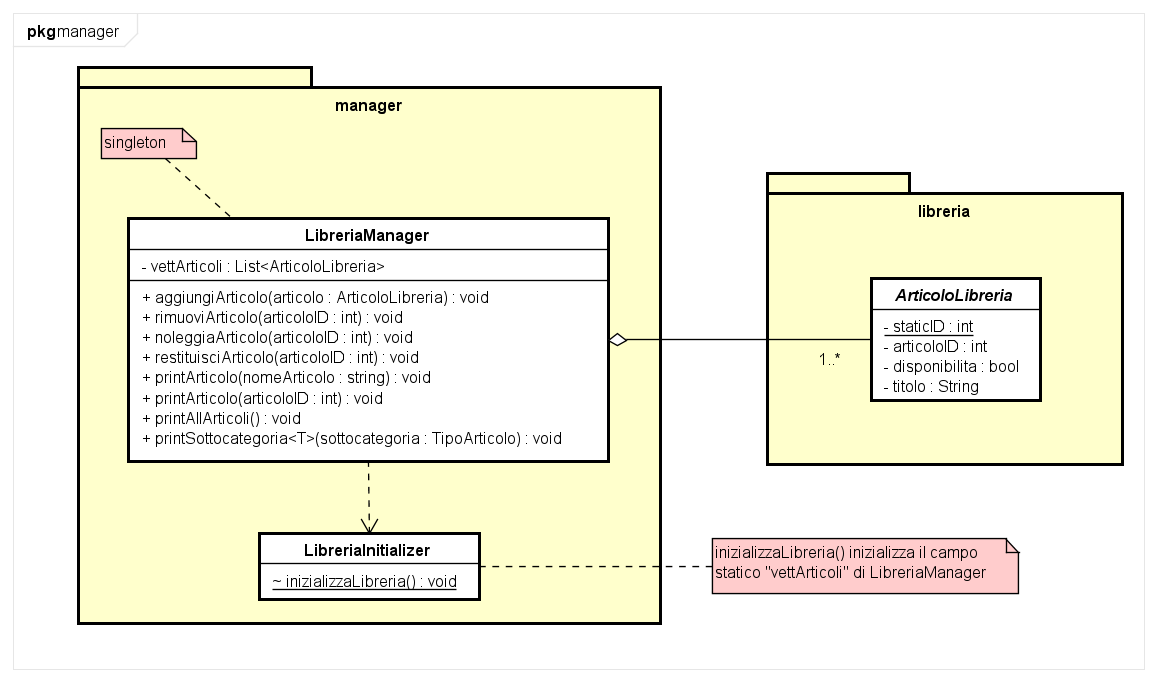 pkg manager
manager
singleton
LibreriaManager
- vettArticoli : List<ArticoloLibreria>
+ aggiungiArticolo(articolo : ArticoloLibreria) : void
+ rimuoviArticolo(articoloID : int) : void
+ noleggiaArticolo(articoloID : int) : void
+ restituisciArticolo(articoloID : int) : void
+ printArticolo(nomeArticolo : string) : void
+ printArticolo(articoloID : int) : void
+ printAllArticoli() : void
+ printSottocategoria<T>(sottocategoria : TipoArticolo) : void
1..*
libreria
ArticoloLibreria
- staticID : int
- articoloID : int
- disponibilita : bool
- titolo : String
LibreriaInitializer
~ inizializzaLibreria() : void
inizializzaLibreria() inizializza il campo
statico "vettArticoli" di LibreriaManager